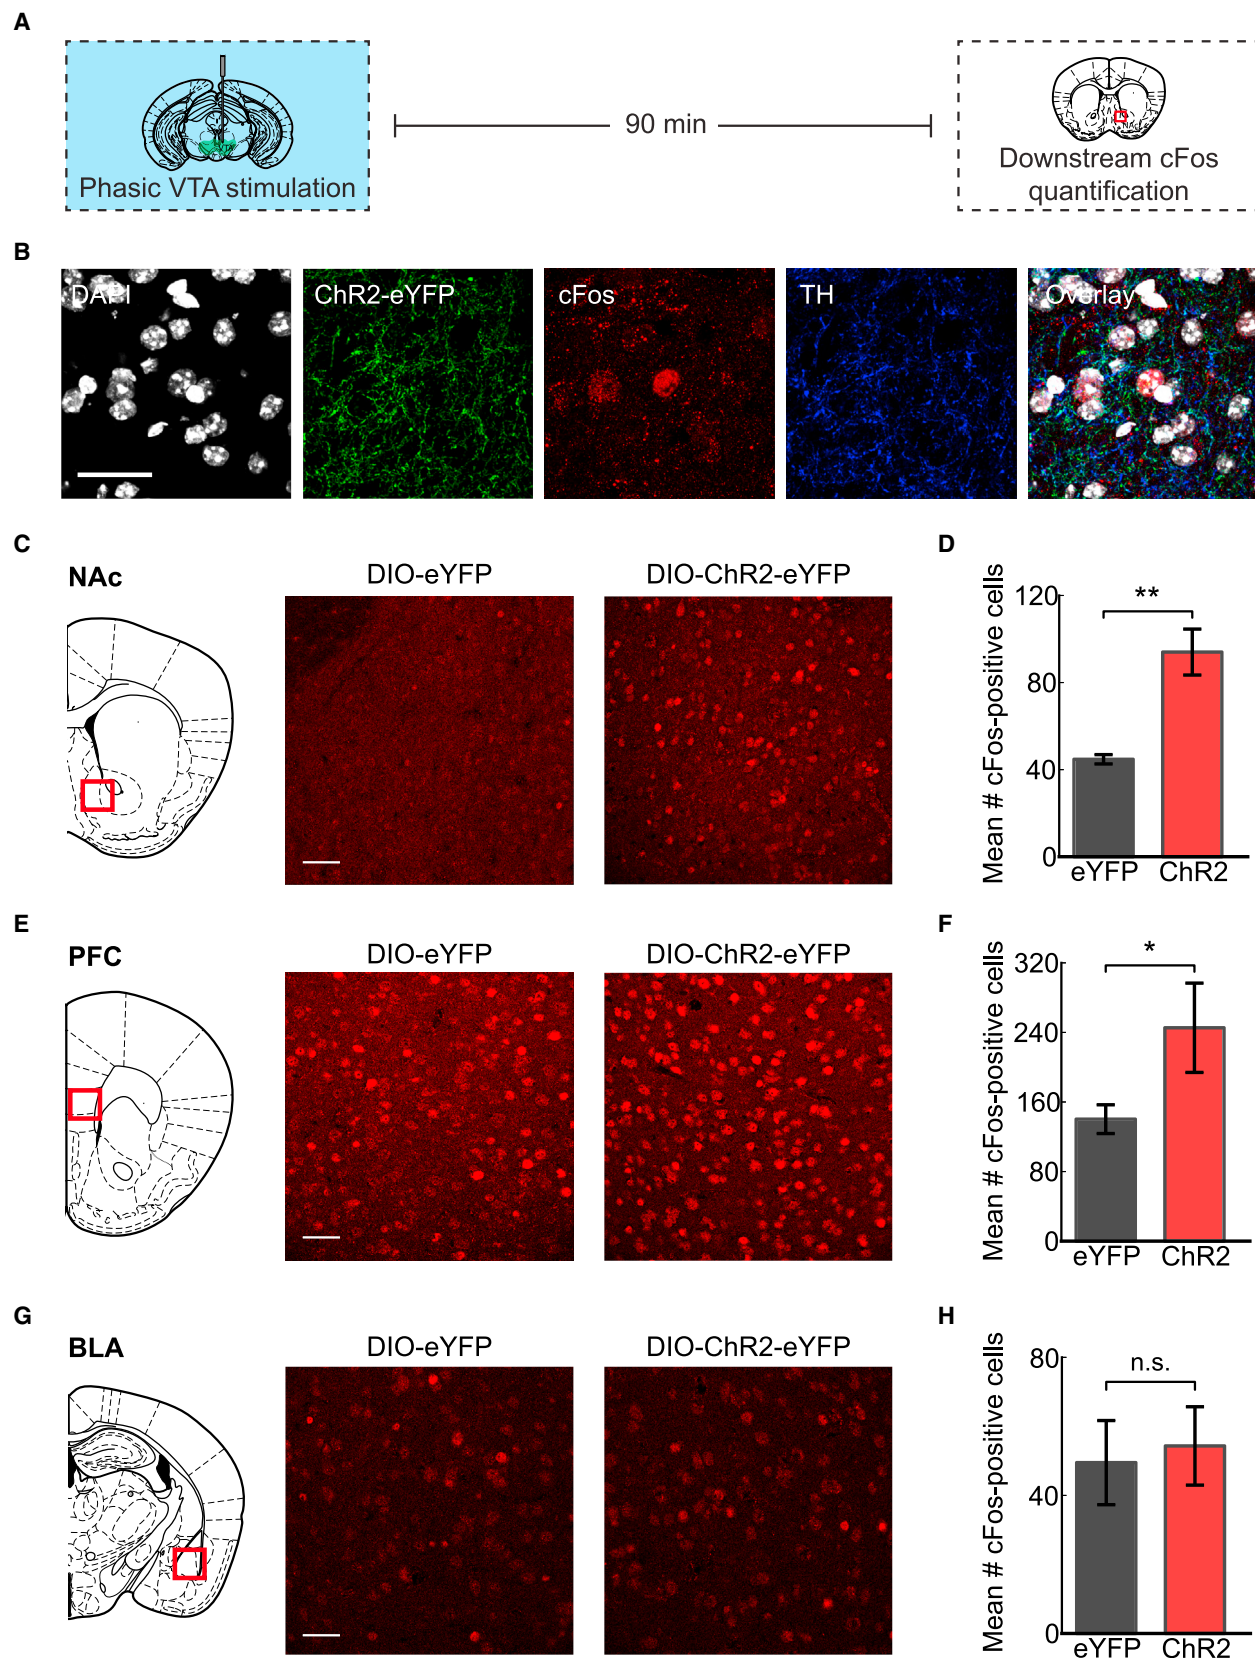 A
Phasic VTA stimulation
90 min
Downstream cFos
quantification
B
DAPI
ChR2-eYFP
cFos
TH
Overlay
C
NAc
DIO-eYFP
DIO-ChR2-eYFP
D
Mean # cFos-positive cells
120
80
40
0
**
eYFP
ChR2
E
PFC
DIO-eYFP
DIO-ChR2-eYFP
F
Mean # cFos-positive cells
320
240
160
80
0
*
eYFP
ChR2
G
BLA
DIO-eYFP
DIO-ChR2-eYFP
H
Mean # cFos-positive cells
80
40
0
n.s.
eYFP
ChR2